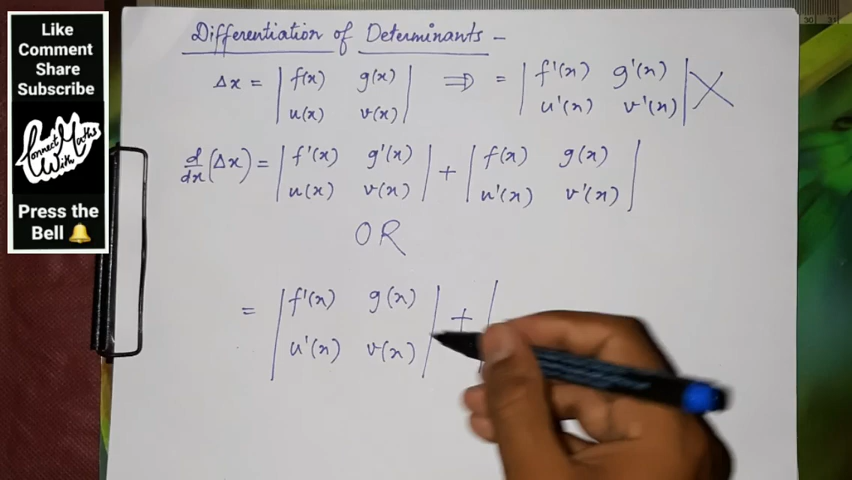 Like
Comment
Share
Subscribe
Connect
With
Maths
Press the
Bell 🔔
Differentiation of Determinants -
Δx = | f(x) g(x) | ⇒ = | f'(x) g'(x) | X
| u(x) v(x) | | u'(x) v'(x) |
d/dx (Δx) = | f'(x) g'(x) | + | f(x) g(x) |
| u(x) v(x) | | u'(x) v'(x) |
OR
= | f'(x) g(x) | + |
| u'(x) v(x) |